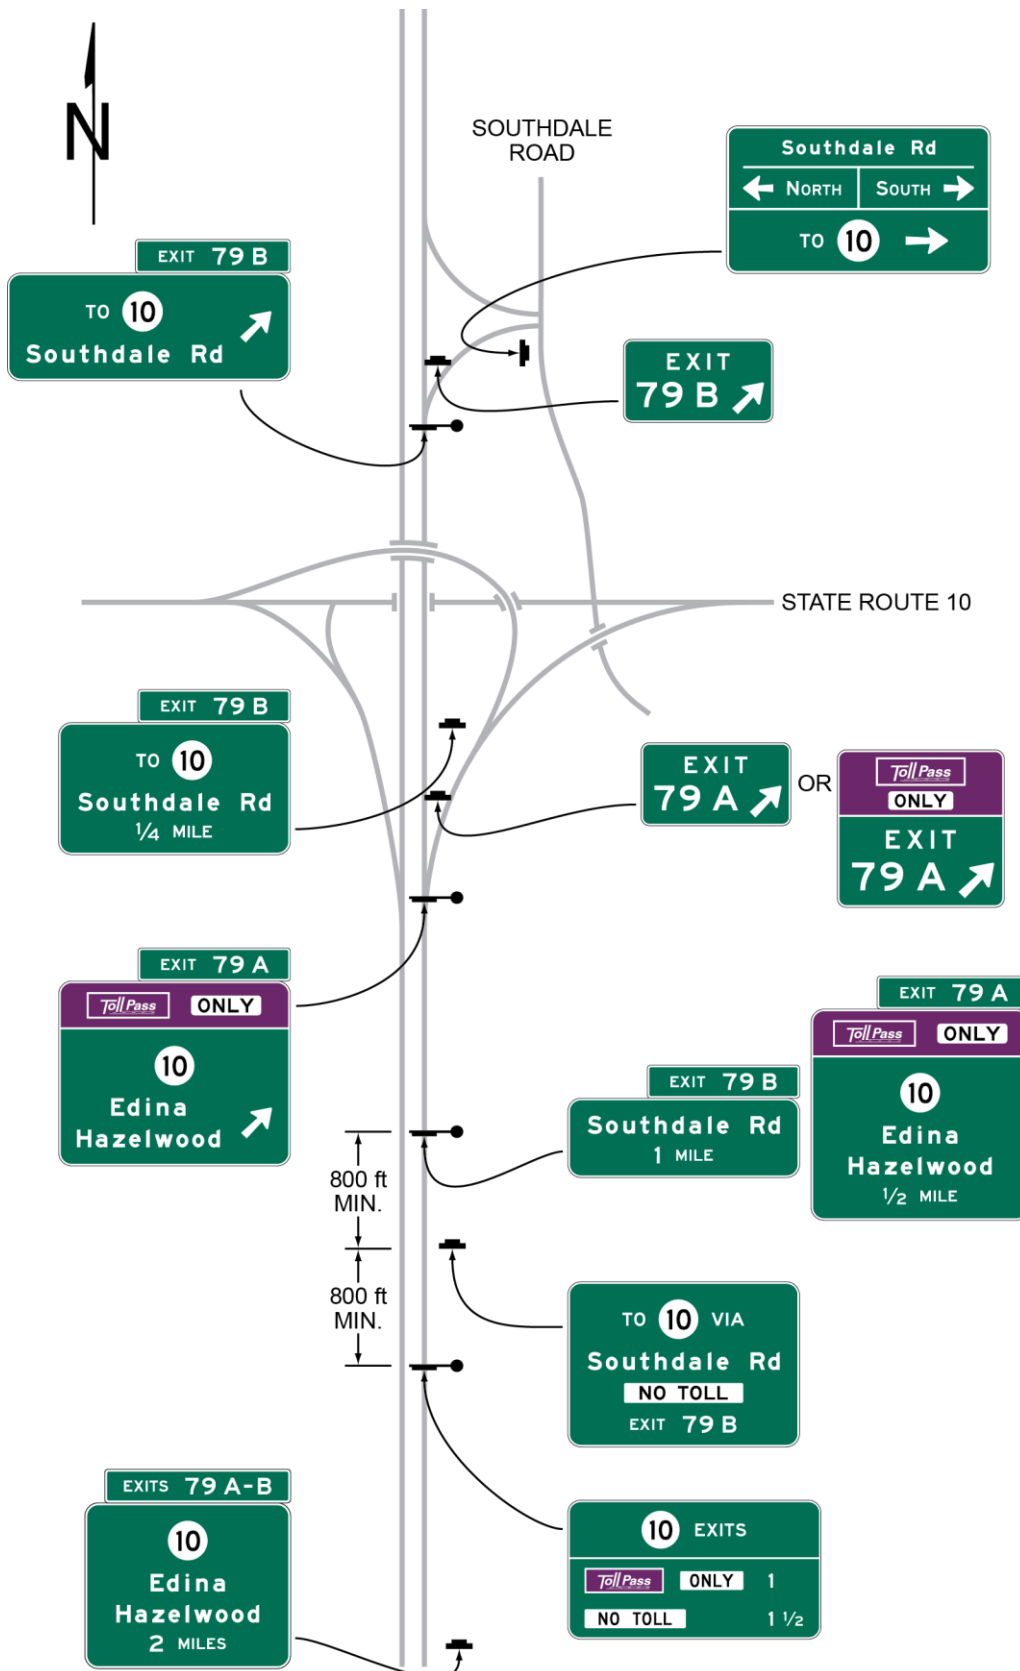 N
SOUTHDALE
ROAD
Southdale Rd
NORTH SOUTH
TO 10
EXIT 79 B
TO 10
Southdale Rd
EXIT
79 B
STATE ROUTE 10
EXIT 79 B
TO 10
Southdale Rd
1/4 MILE
EXIT
79 A
OR
Toll Pass
ONLY
EXIT
79 A
EXIT 79 A
Toll Pass ONLY
10
Edina
Hazelwood
EXIT 79 A
Toll Pass ONLY
10
Edina
Hazelwood
1/2 MILE
EXIT 79 B
Southdale Rd
1 MILE
800 ft
MIN.
800 ft
MIN.
TO 10 VIA
Southdale Rd
NO TOLL
EXIT 79 B
EXITS 79 A-B
10
Edina
Hazelwood
2 MILES
10 EXITS
Toll Pass ONLY 1
NO TOLL 1 1/2